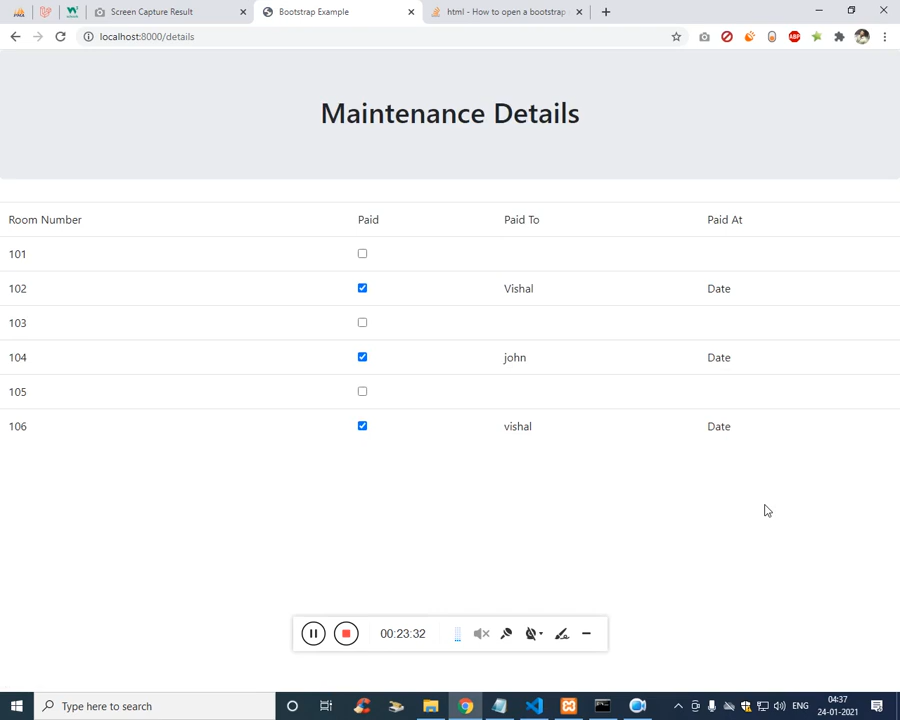 Screen Capture Result
Bootstrap Example
html - How to open a bootstrap
localhost:8000/details
ABP
Maintenance Details
Room Number Paid Paid To Paid At
101
102 Vishal Date
103
104 john Date
105
106 vishal Date
00:23:32
Type here to search
ENG
04:37
24-01-2021